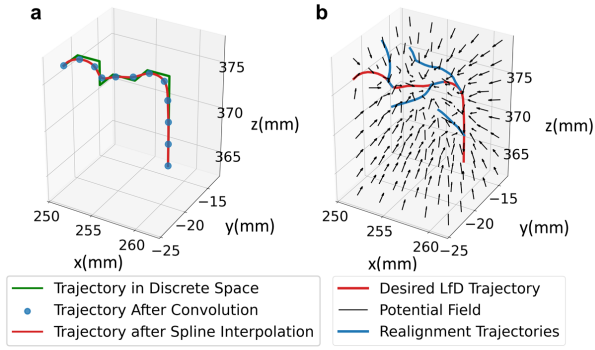 a
375
370
365
z(mm)
−15
−20
−25
y(mm)
250
255
260
x(mm)
Trajectory in Discrete Space
Trajectory After Convolution
Trajectory after Spline Interpolation
b
375
370
365
z(mm)
−15
−20
−25
y(mm)
250
255
260
x(mm)
Desired LfD Trajectory
Potential Field
Realignment Trajectories